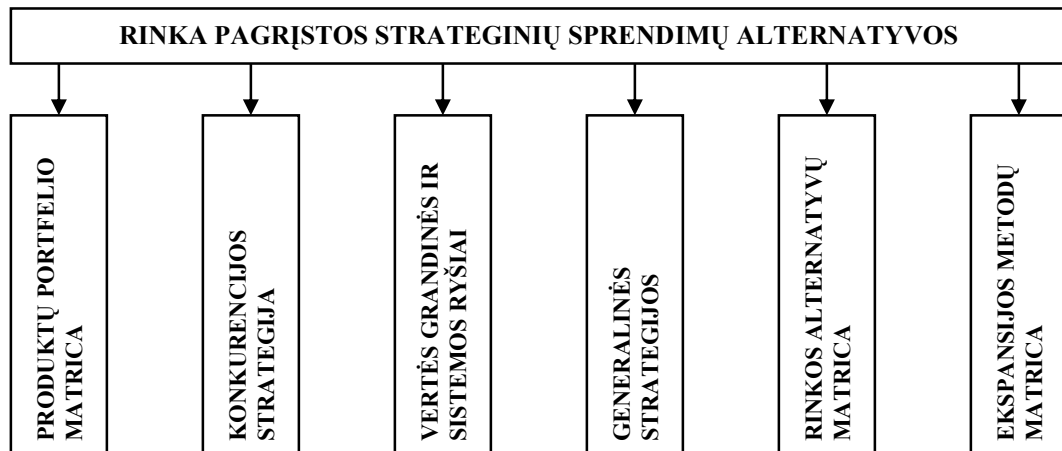 RINKA PAGRĮSTOS STRATEGINIŲ SPRENDIMŲ ALTERNATYVOS
PRODUKTŲ PORTFELIO
MATRICA
KONKURENCIJOS
STRATEGIJA
VERTĖS GRANDINĖS IR
SISTEMOS RYŠIAI
GENERALINĖS
STRATEGIJOS
RINKOS ALTERNATYVŲ
MATRICA
EKSPANSIJOS METODŲ
MATRICA